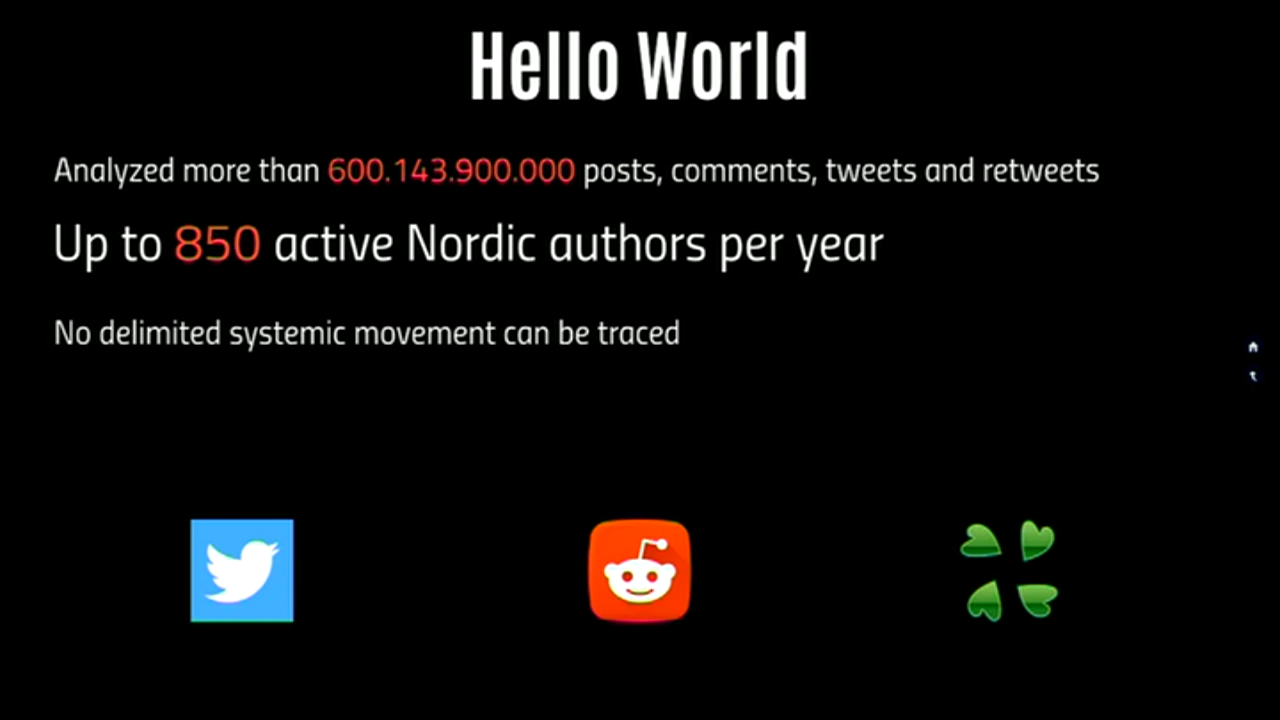 Hello World
Analyzed more than 600.143.900.000 posts, comments, tweets and retweets
Up to 850 active Nordic authors per year
No delimited systemic movement can be traced